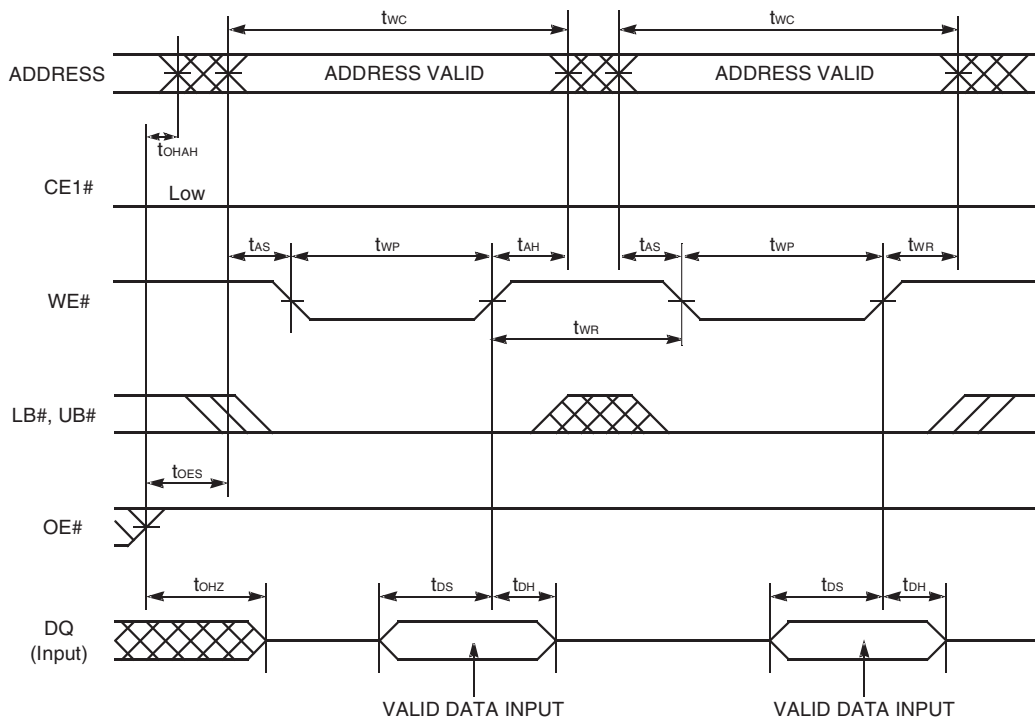 tWC tWC
ADDRESS ADDRESS VALID ADDRESS VALID
tOHAH
CE1# Low
tAS tWP tAH tAS tWP tWR
WE#
tWR
LB#, UB#
tOES
OE#
tOHZ tDS tDH tDS tDH
DQ
(Input)
VALID DATA INPUT VALID DATA INPUT